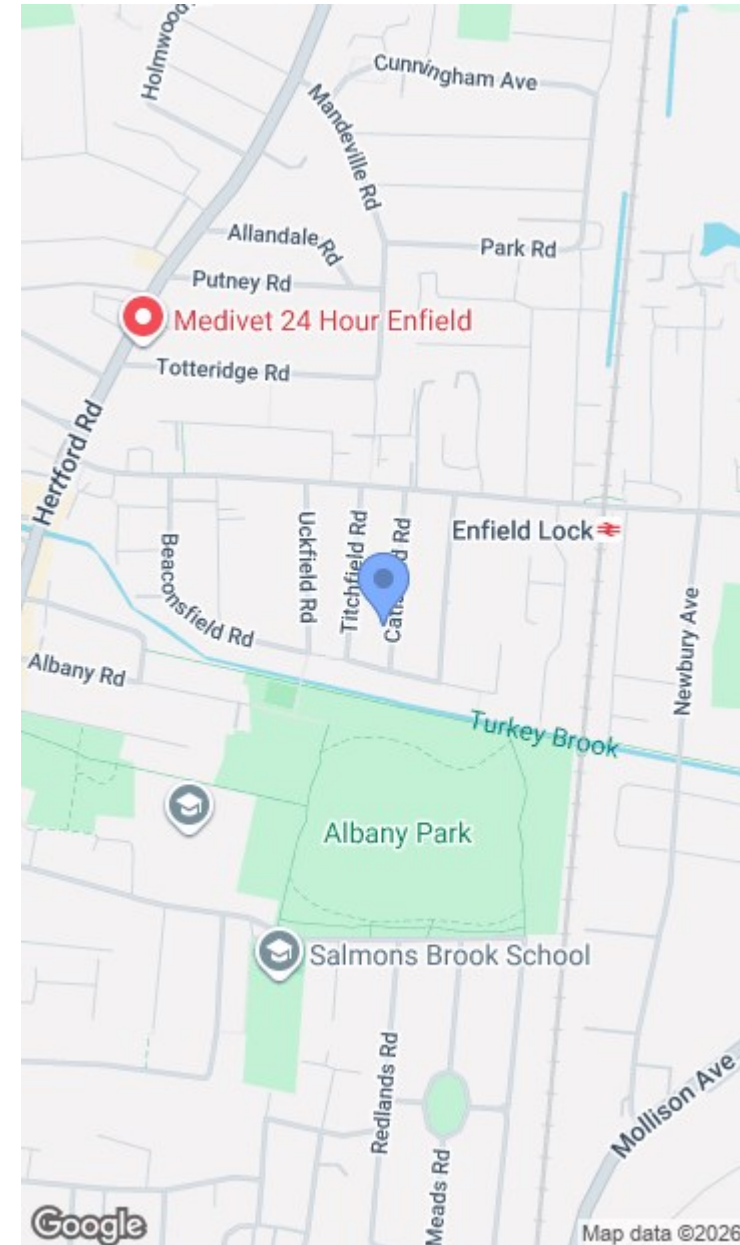 Holmwood
Cunningham Ave
Mandeville Rd
Allandale Rd
Park Rd
Putney Rd
Medivet 24 Hour Enfield
Totteridge Rd
Hertford Rd
Uckfield Rd
Titchfield Rd
Rd
Enfield Lock
Beaconsfield Rd
Newbury Ave
Albany Rd
Turkey Brook
Albany Park
Salmons Brook School
Redlands Rd
Meads Rd
Mollison Ave
Google
Map data ©2026